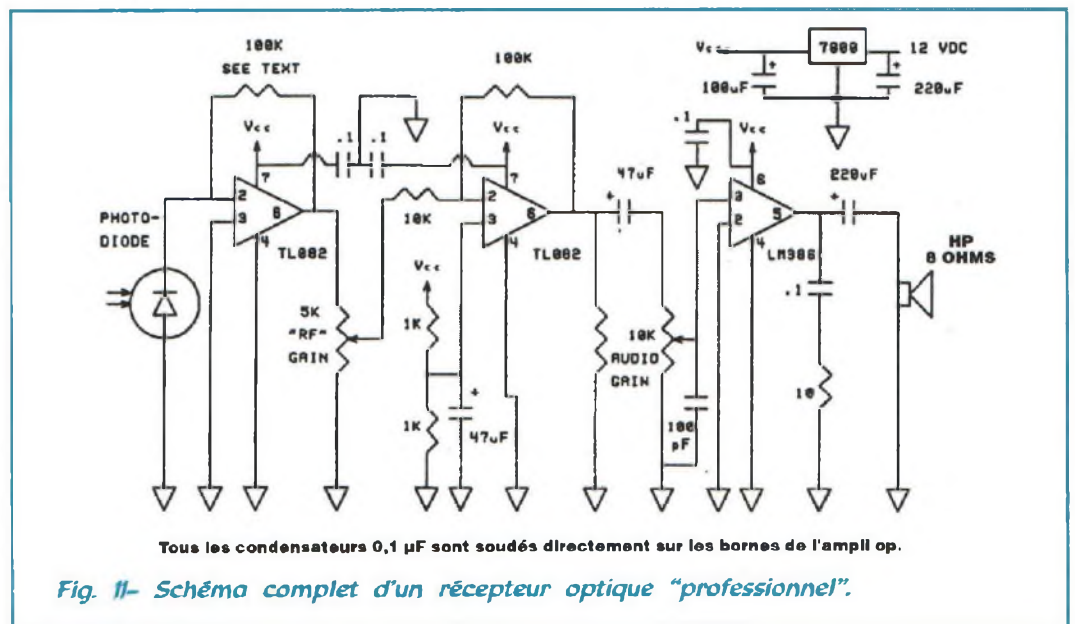 100K
SEE TEXT
Vcc
7
2
3
6
4
TL082
PHOTO-
DIODE
5K
"RF"
GAIN
.1 .1
10K
Vcc
1K
1K
47uF
100K
Vcc
7
2
3
6
4
TL082
47uF
10K
AUDIO
GAIN
100
pF
.1
Vcc
6
3
2
5
4
LM386
220uF
.1
10
HP
8 OHMS
Vcc
7809
12 VDC
100uF
220uF
Tous les condensateurs 0,1 µF sont soudés directement sur les bornes de l'ampli op.
Fig. 11– Schéma complet d'un récepteur optique "professionnel".